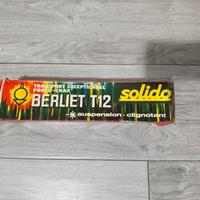 TRANSPORT EXCEPTIONNEL
PORTE-CHAR
BERLIET T12
solido
suspension - clignotant